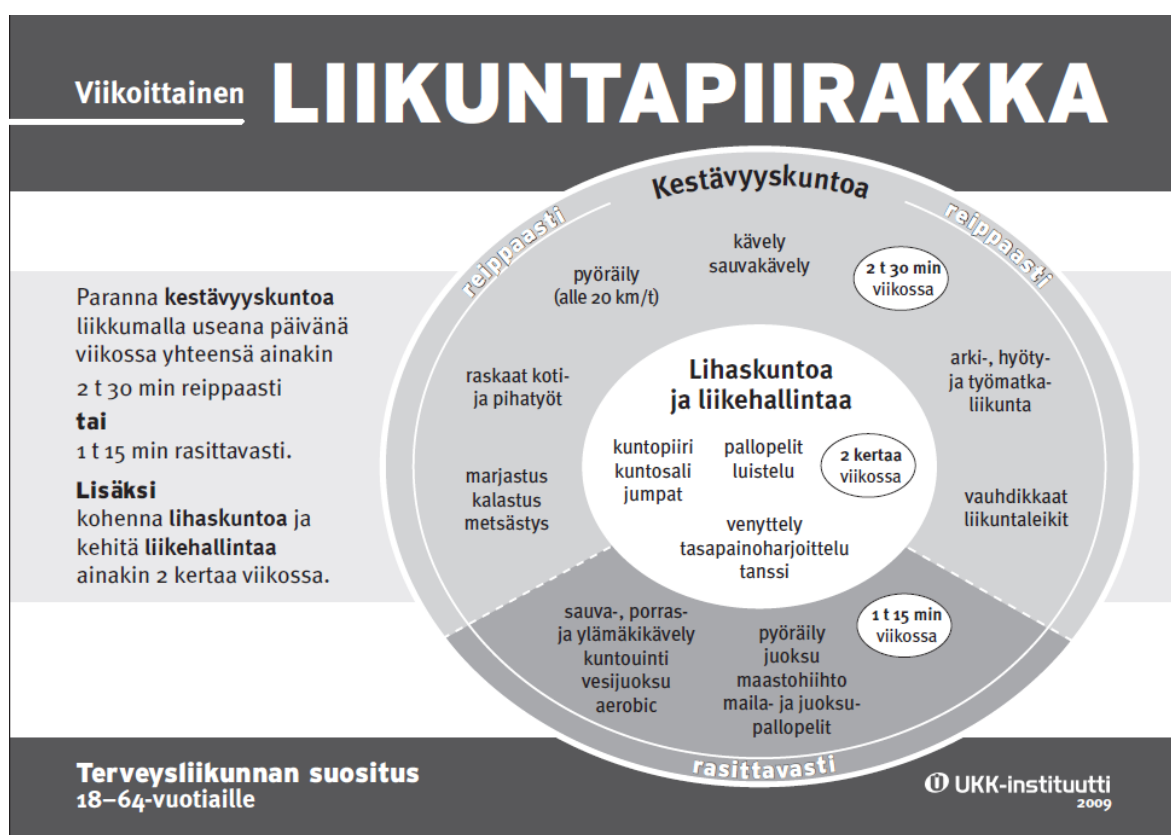 Viikoittainen LIIKUNTAPIIRAKKA
Paranna kestävyyskuntoa
liikkumalla useana päivänä
viikossa yhteensä ainakin
2 t 30 min reippaasti
tai
1 t 15 min rasittavasti.
Lisäksi
kohenna lihaskuntoa ja
kehitä liikehallintaa
ainakin 2 kertaa viikossa.
Kestävyyskuntoa
reippaasti
reippaasti
kävely
sauvakävely
2 t 30 min
viikossa
pyöräily
(alle 20 km/t)
raskaat koti-
ja pihatyöt
marjastus
kalastus
metsästys
arki-, hyöty-
ja työmatka-
liikunta
vauhdikkaat
liikuntaleikit
Lihaskuntoa
ja liikehallintaa
kuntopiiri
kuntosali
jumpat
pallopelit
luistelu
2 kertaa
viikossa
venyttely
tasapainoharjoittelu
tanssi
sauva-, porras-
ja ylämäkikävely
kuntouinti
vesijuoksu
aerobic
pyöräily
juoksu
maastohiihto
maila- ja juoksu-
pallopelit
1 t 15 min
viikossa
rasittavasti
Terveysliikunnan suositus
18–64-vuotiaille
UKK-instituutti
2009